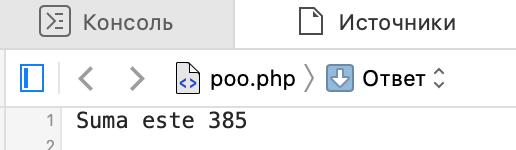 Консоль
Источники
poo.php
Ответ
1
Suma este 385
2